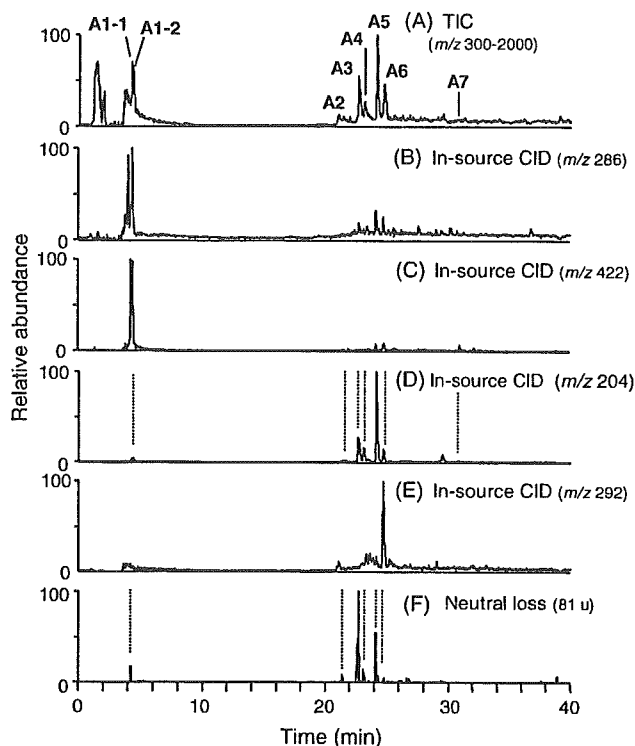 A1-1
A1-2
A3
A4
A5
A6
A2
A7
(A) TIC
(m/z 300-2000)
100
0
(B) In-source CID (m/z 286)
100
0
(C) In-source CID (m/z 422)
100
0
(D) In-source CID (m/z 204)
100
0
(E) In-source CID (m/z 292)
100
0
(F) Neutral loss (81 u)
100
0
Relative abundance
0 10 20 30 40
Time (min)